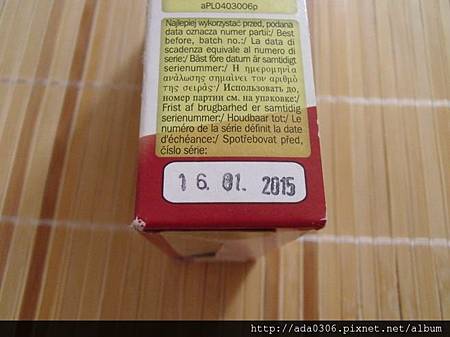 aPL0403006p
Najlepiej wykorzystać przed, podana
data oznacza numer partii:/ Best
before, batch no.:/ La data di
scadenza equivale al numero di
serie:/ Bäst före datum är samtidigt
serienummer:/ Η ημερομηνία
ανάλωσης σημαίνει τον αριθμό
της σειράς:/ Использовать до,
номер партии см. на упаковке:/
Frist af brugbarhed er samtidig
serienummer:/ Houdbaar tot:/ Le
numéro de la série définit la date
d'échéance:/ Spotřebovat před,
číslo série:
16. 01. 2015
http://ada0306.pixnet.net/album